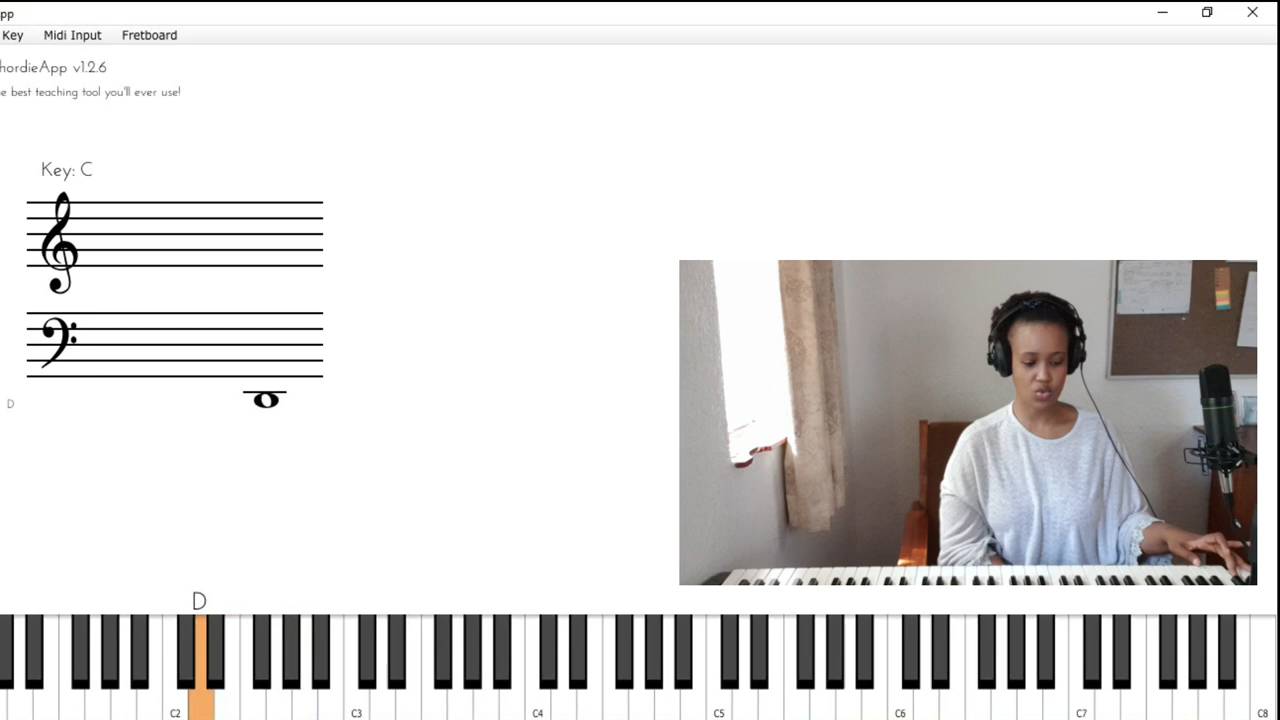 pp
Key Midi Input Fretboard
hordieApp v1.2.6
e best teaching tool you'll ever use!
Key: C
D
D
C2 C3 C4 C5 C6 C7 C8